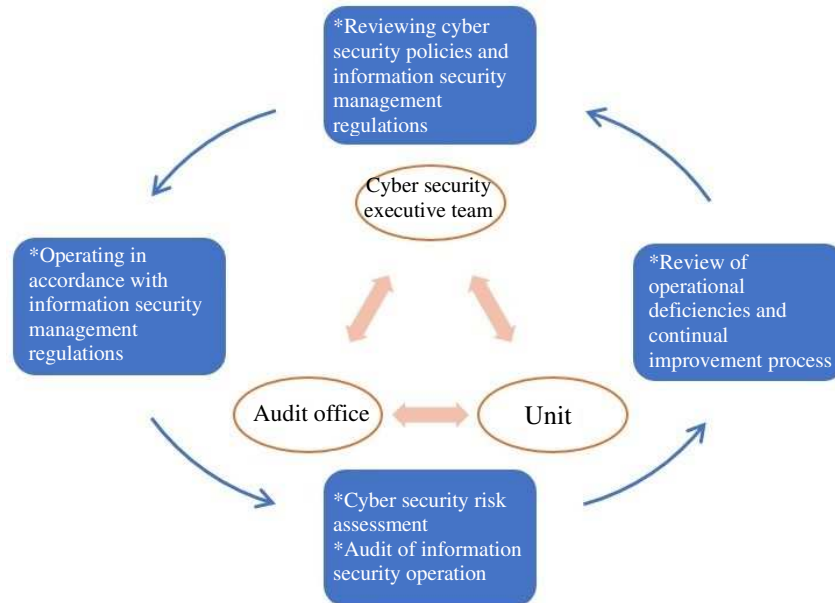 *Reviewing cyber
security policies and
information security
management
regulations
Cyber security
executive team
*Operating in
accordance with
information security
management
regulations
*Review of
operational
deficiencies and
continual
improvement process
Audit office
Unit
*Cyber security risk
assessment
*Audit of information
security operation